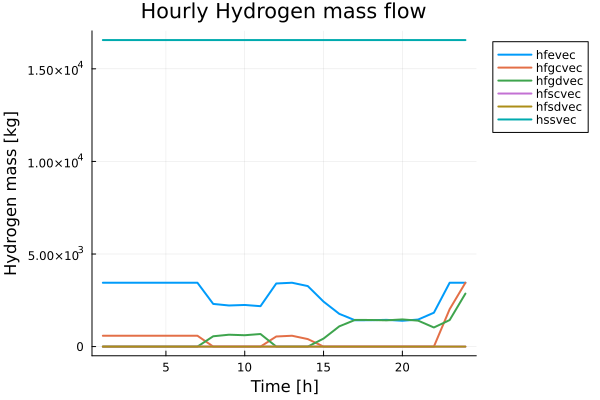 Hourly Hydrogen mass flow
Hydrogen mass [kg]
1.50×10⁴
1.00×10⁴
5.00×10³
0
5 10 15 20
Time [h]
hfevec
hfgcvec
hfgdvec
hfscvec
hfsdvec
hssvec